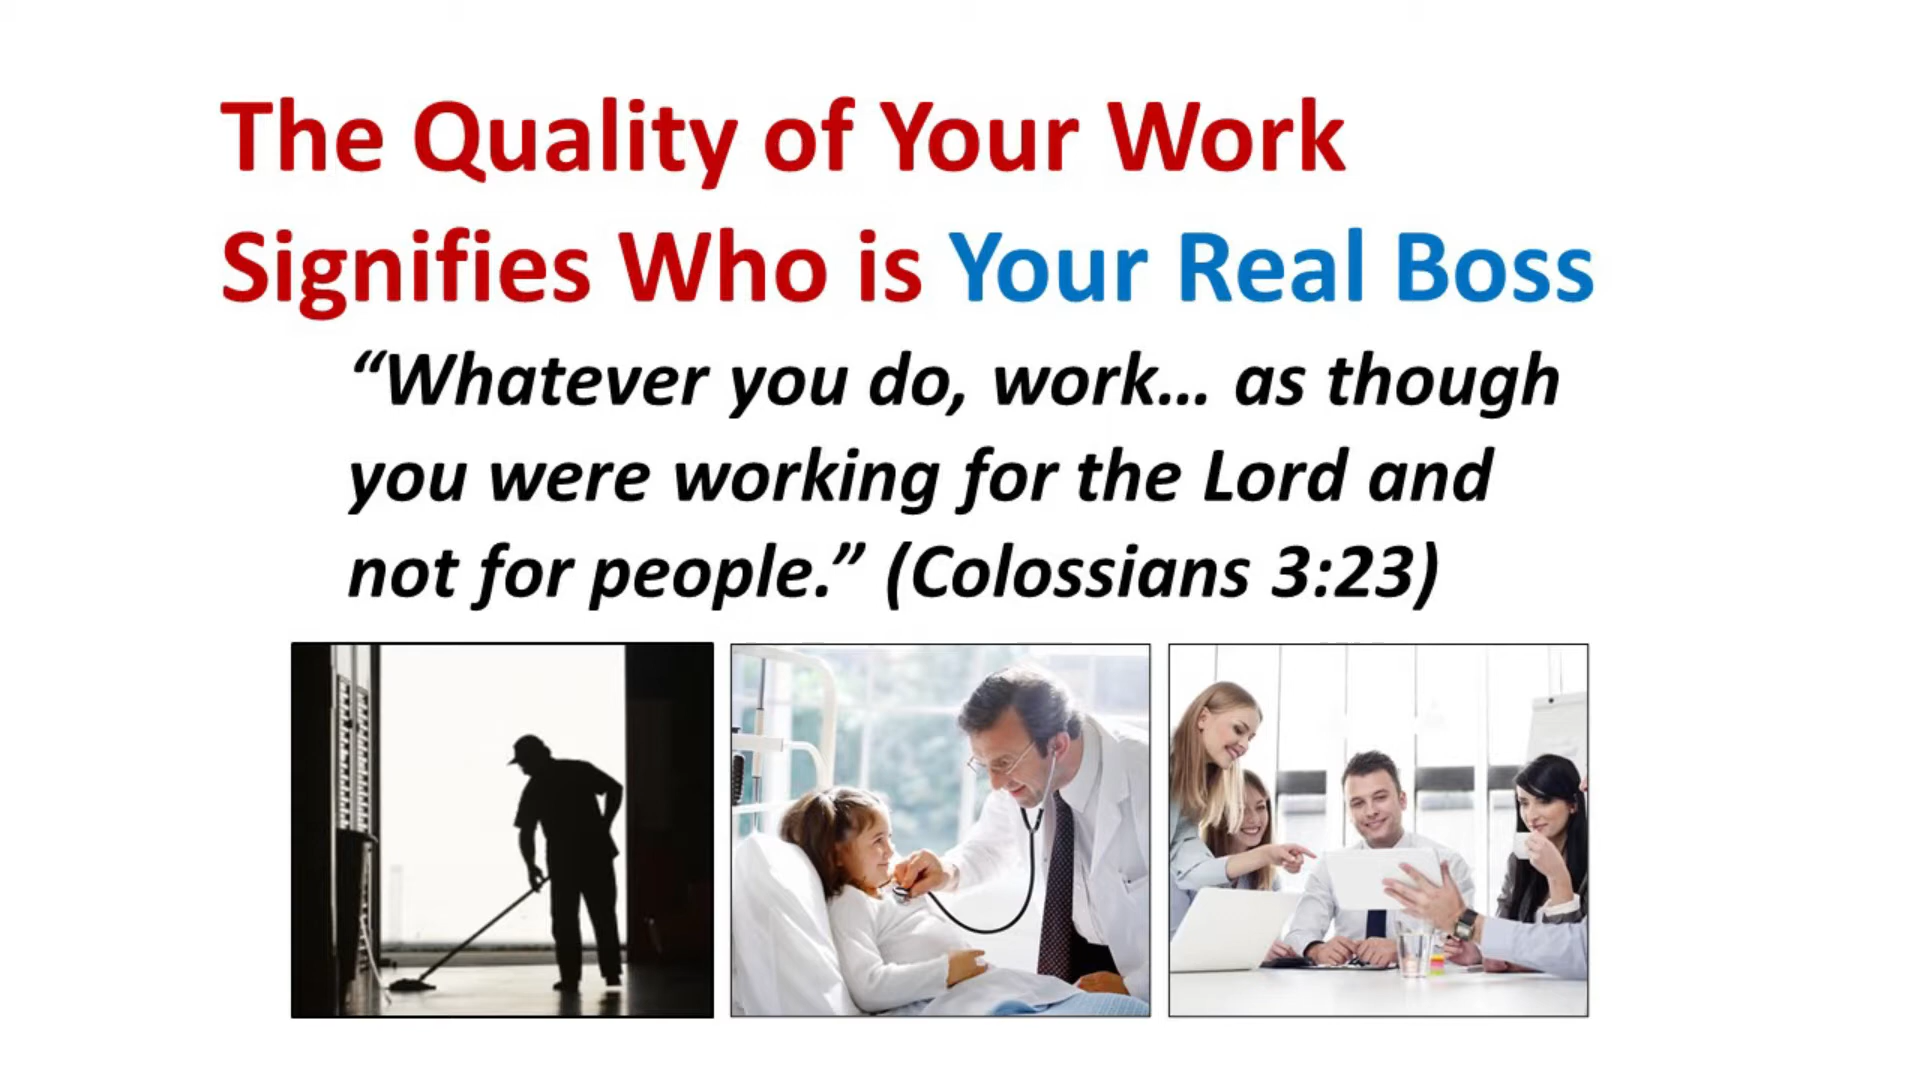 The Quality of Your Work
Signifies Who is Your Real Boss
“Whatever you do, work... as though
you were working for the Lord and
not for people.” (Colossians 3:23)